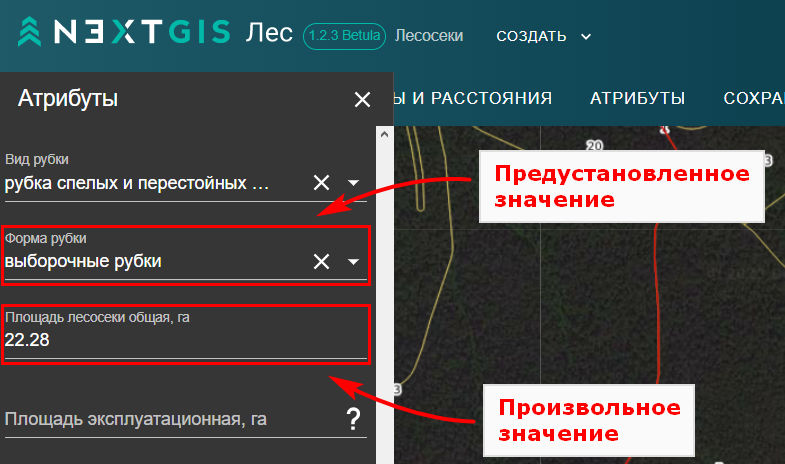 NEXTGIS Лес 1.2.3 Betula Лесосеки СОЗДАТЬ
Ы И РАССТОЯНИЯ АТРИБУТЫ СОХРА
Атрибуты
Вид рубки
рубка спелых и перестойных ...
Форма рубки
выборочные рубки
Площадь лесосеки общая, га
22.28
Площадь эксплуатационная, га ?
20
3
Предустановленное
значение
3
Произвольное
значение